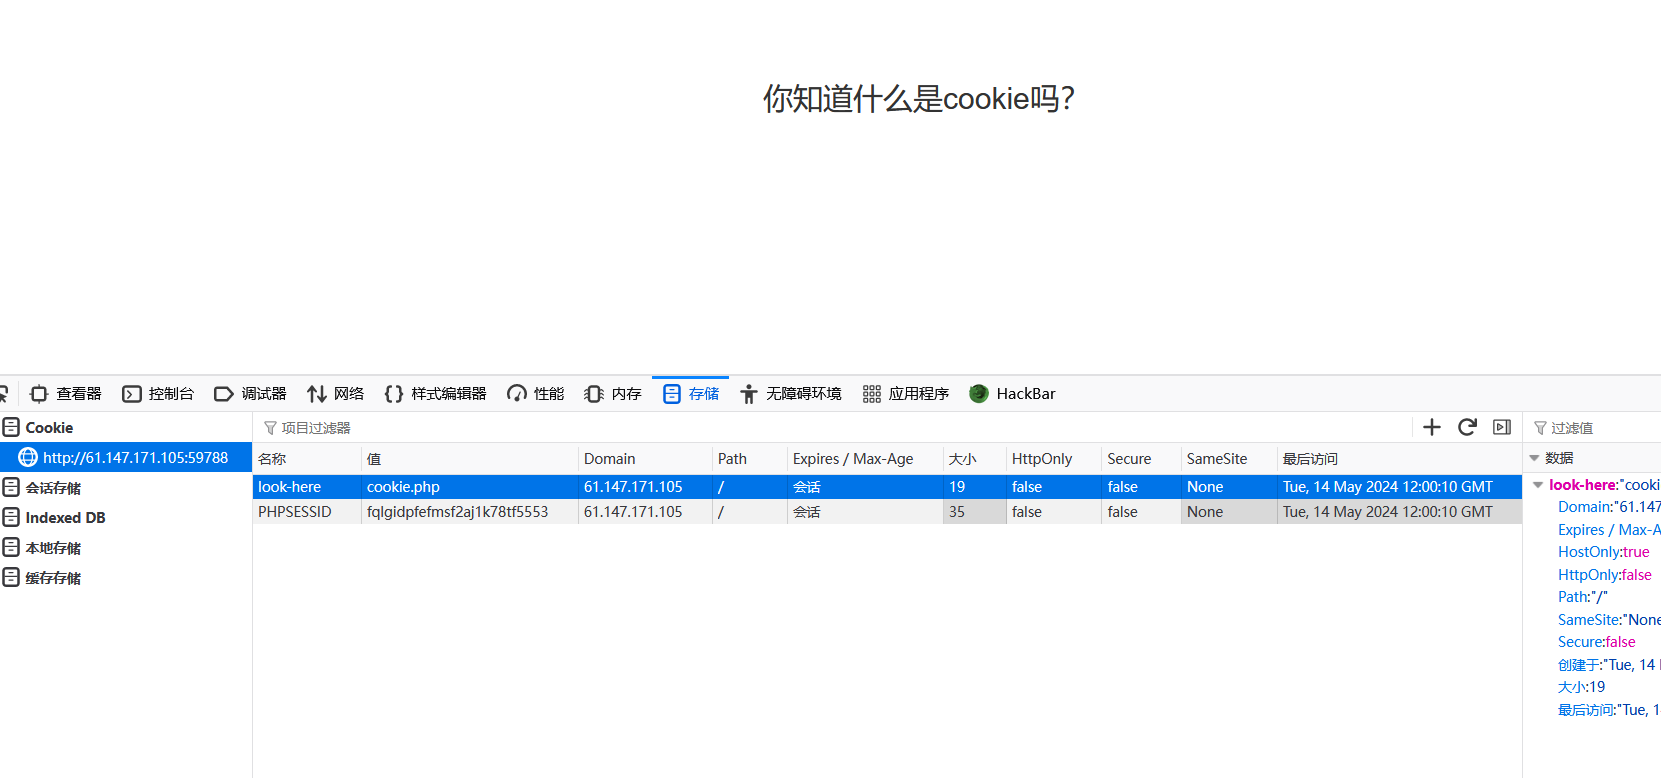 你知道什么是cookie吗?
查看器 控制台 调试器 网络 样式编辑器 性能 内存 存储 无障碍环境 应用程序 HackBar
Cookie
http://61.147.171.105:59788
会话存储
Indexed DB
本地存储
缓存存储
项目过滤器
名称 值 Domain Path Expires / Max-Age 大小 HttpOnly Secure SameSite 最后访问
look-here cookie.php 61.147.171.105 / 会话 19 false false None Tue, 14 May 2024 12:00:10 GMT
PHPSESSID fqlgidpfefmsf2aj1k78tf5553 61.147.171.105 / 会话 35 false false None Tue, 14 May 2024 12:00:10 GMT
过滤值
数据
look-here:"cooki
Domain:"61.147
Expires / Max-A
HostOnly:true
HttpOnly:false
Path:"/"
SameSite:"None
Secure:false
创建于:"Tue, 14
大小:19
最后访问:"Tue, 1